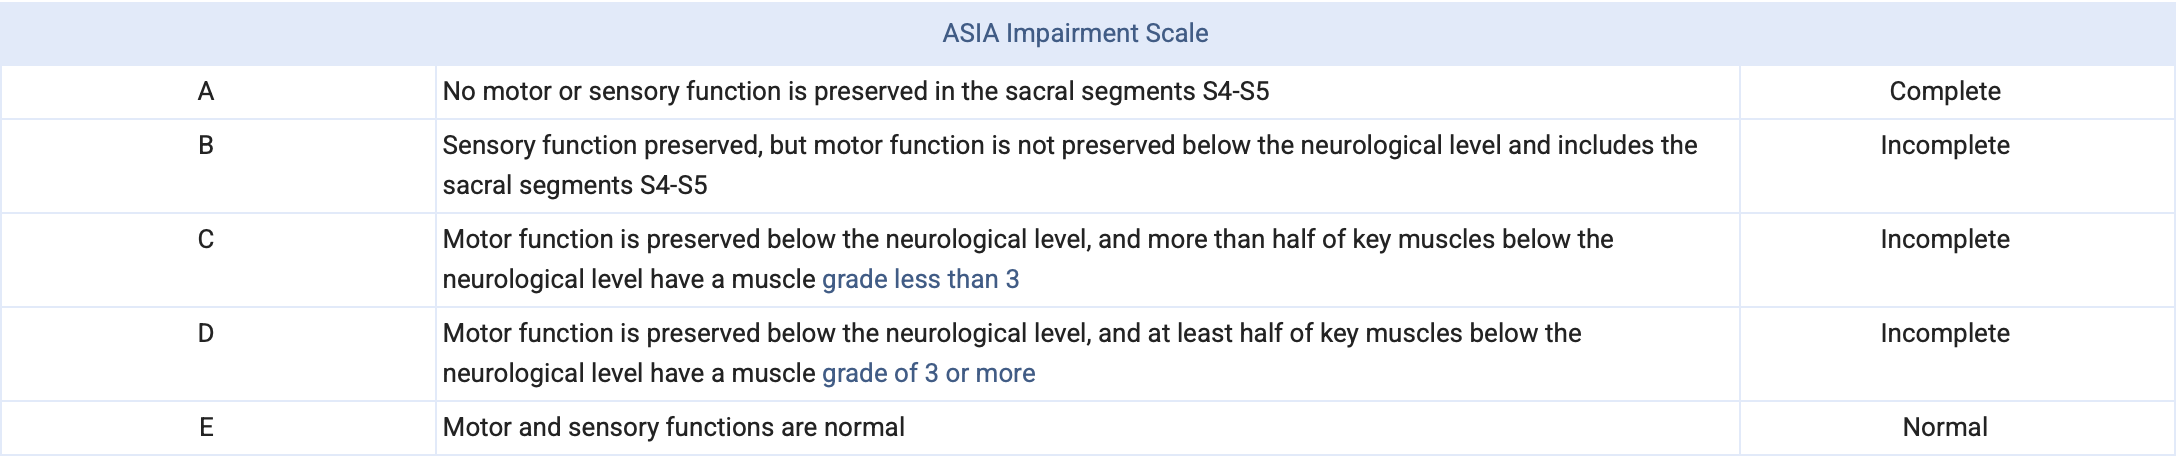 ASIA Impairment Scale
A
No motor or sensory function is preserved in the sacral segments S4-S5
Complete
B
Sensory function preserved, but motor function is not preserved below the neurological level and includes the
sacral segments S4-S5
Incomplete
C
Motor function is preserved below the neurological level, and more than half of key muscles below the
neurological level have a muscle grade less than 3
Incomplete
D
Motor function is preserved below the neurological level, and at least half of key muscles below the
neurological level have a muscle grade of 3 or more
Incomplete
E
Motor and sensory functions are normal
Normal